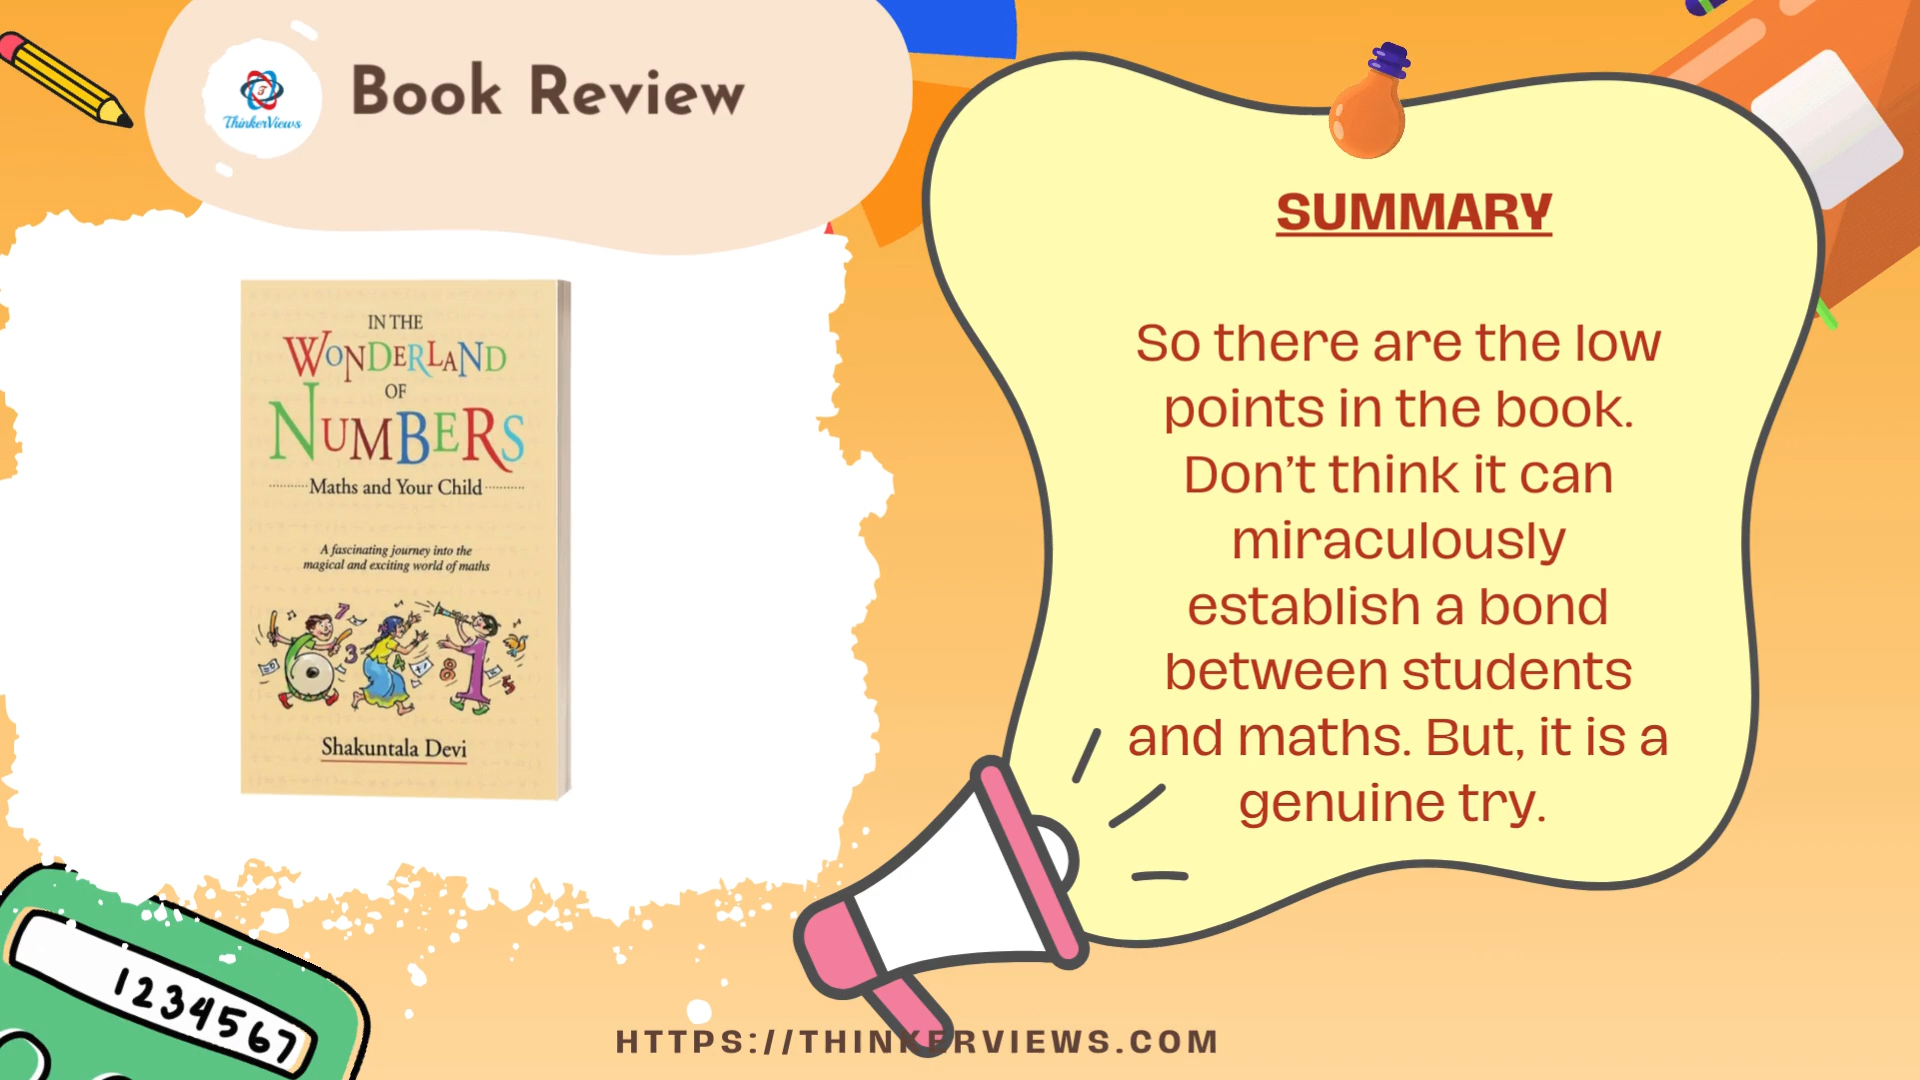 ThinkerViews
Book Review
IN THE
WONDERLAND
OF
NUMBERS
Maths and Your Child
A fascinating journey into the
magical and exciting world of maths
Shakuntala Devi
SUMMARY
So there are the low
points in the book.
Don’t think it can
miraculously
establish a bond
between students
and maths. But, it is a
genuine try.
1234567
HTTPS://THINKERVIEWS.COM